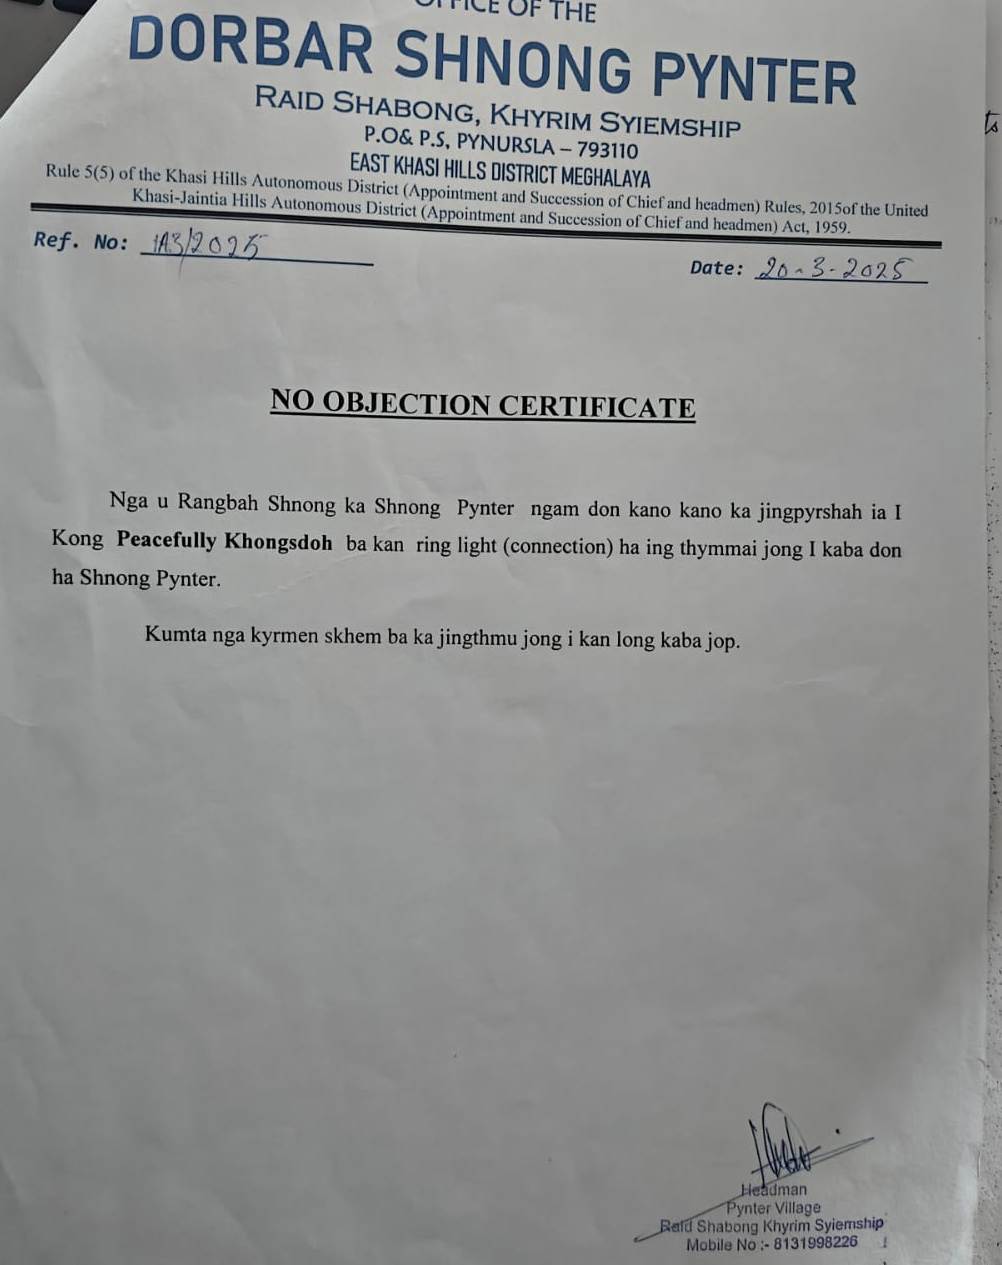 OFFICE OF THE
DORBAR SHNONG PYNTER
RAID SHABONG, KHYRIM SYIEMSHIP
P.O& P.S, PYNURSLA – 793110
EAST KHASI HILLS DISTRICT MEGHALAYA
Rule 5(5) of the Khasi Hills Autonomous District (Appointment and Succession of Chief and headmen) Rules, 2015of the United
Khasi-Jaintia Hills Autonomous District (Appointment and Succession of Chief and headmen) Act, 1959.
Ref. No: 1A3/2025
Date: 20-3-2025
NO OBJECTION CERTIFICATE
Nga u Rangbah Shnong ka Shnong Pynter ngam don kano kano ka jingpyrshah ia I
Kong Peacefully Khongsdoh ba kan ring light (connection) ha ing thymmai jong I kaba don
ha Shnong Pynter.
Kumta nga kyrmen skhem ba ka jingthmu jong i kan long kaba jop.
Headman
Pynter Village
Raid Shabong Khyrim Syiemship
Mobile No :- 8131998226